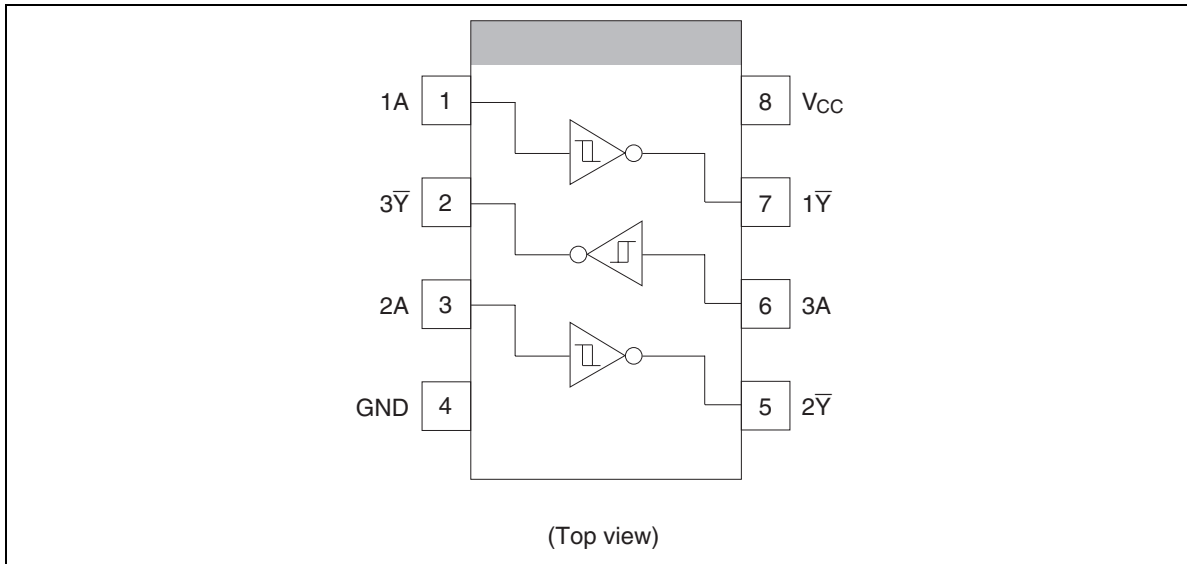 1A 1 8 VCC
3Y̅ 2 7 1Y̅
2A 3 6 3A
GND 4 5 2Y̅
(Top view)